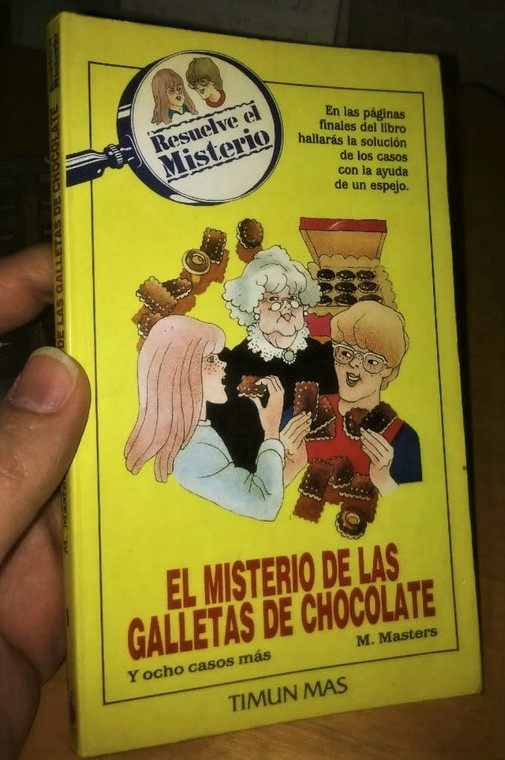 Resuelve el
Misterio
En las páginas
finales del libro
hallarás la solución
de los casos
con la ayuda
de un espejo.
EL MISTERIO DE LAS
GALLETAS DE CHOCOLATE
Y ocho casos más
M. Masters
TIMUN MAS
DE LAS GALLETAS DE CHOCOLATE